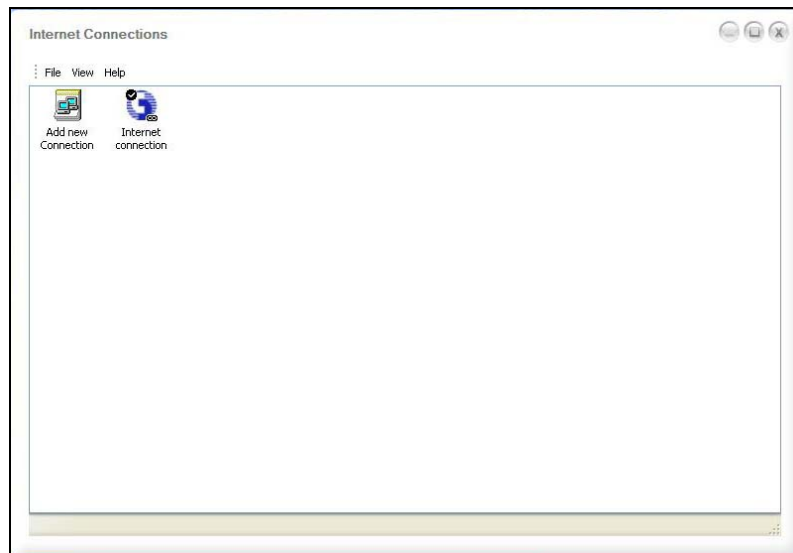 Internet Connections
File View Help
Add new
Connection
Internet
connection